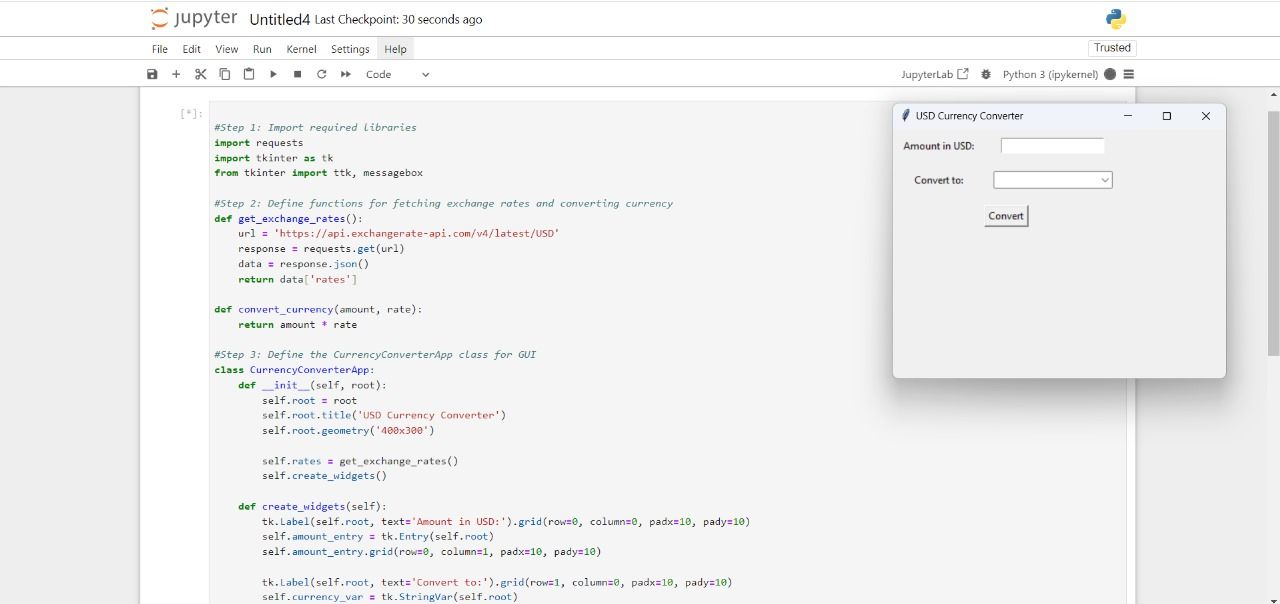 jupyter Untitled4 Last Checkpoint: 30 seconds ago
File Edit View Run Kernel Settings Help
Trusted
Code
JupyterLab
Python 3 (ipykernel)
[*]:
#Step 1: Import required libraries
import requests
import tkinter as tk
from tkinter import ttk, messagebox
#Step 2: Define functions for fetching exchange rates and converting currency
def get_exchange_rates():
    url = 'https://api.exchangerate-api.com/v4/latest/USD'
    response = requests.get(url)
    data = response.json()
    return data['rates']
def convert_currency(amount, rate):
    return amount * rate
#Step 3: Define the CurrencyConverterApp class for GUI
class CurrencyConverterApp:
    def __init__(self, root):
        self.root = root
        self.root.title('USD Currency Converter')
        self.root.geometry('400x300')
        self.rates = get_exchange_rates()
        self.create_widgets()
    def create_widgets(self):
        tk.Label(self.root, text='Amount in USD:').grid(row=0, column=0, padx=10, pady=10)
        self.amount_entry = tk.Entry(self.root)
        self.amount_entry.grid(row=0, column=1, padx=10, pady=10)
        tk.Label(self.root, text='Convert to:').grid(row=1, column=0, padx=10, pady=10)
        self.currency_var = tk.StringVar(self.root)
USD Currency Converter
Amount in USD:
Convert to:
Convert